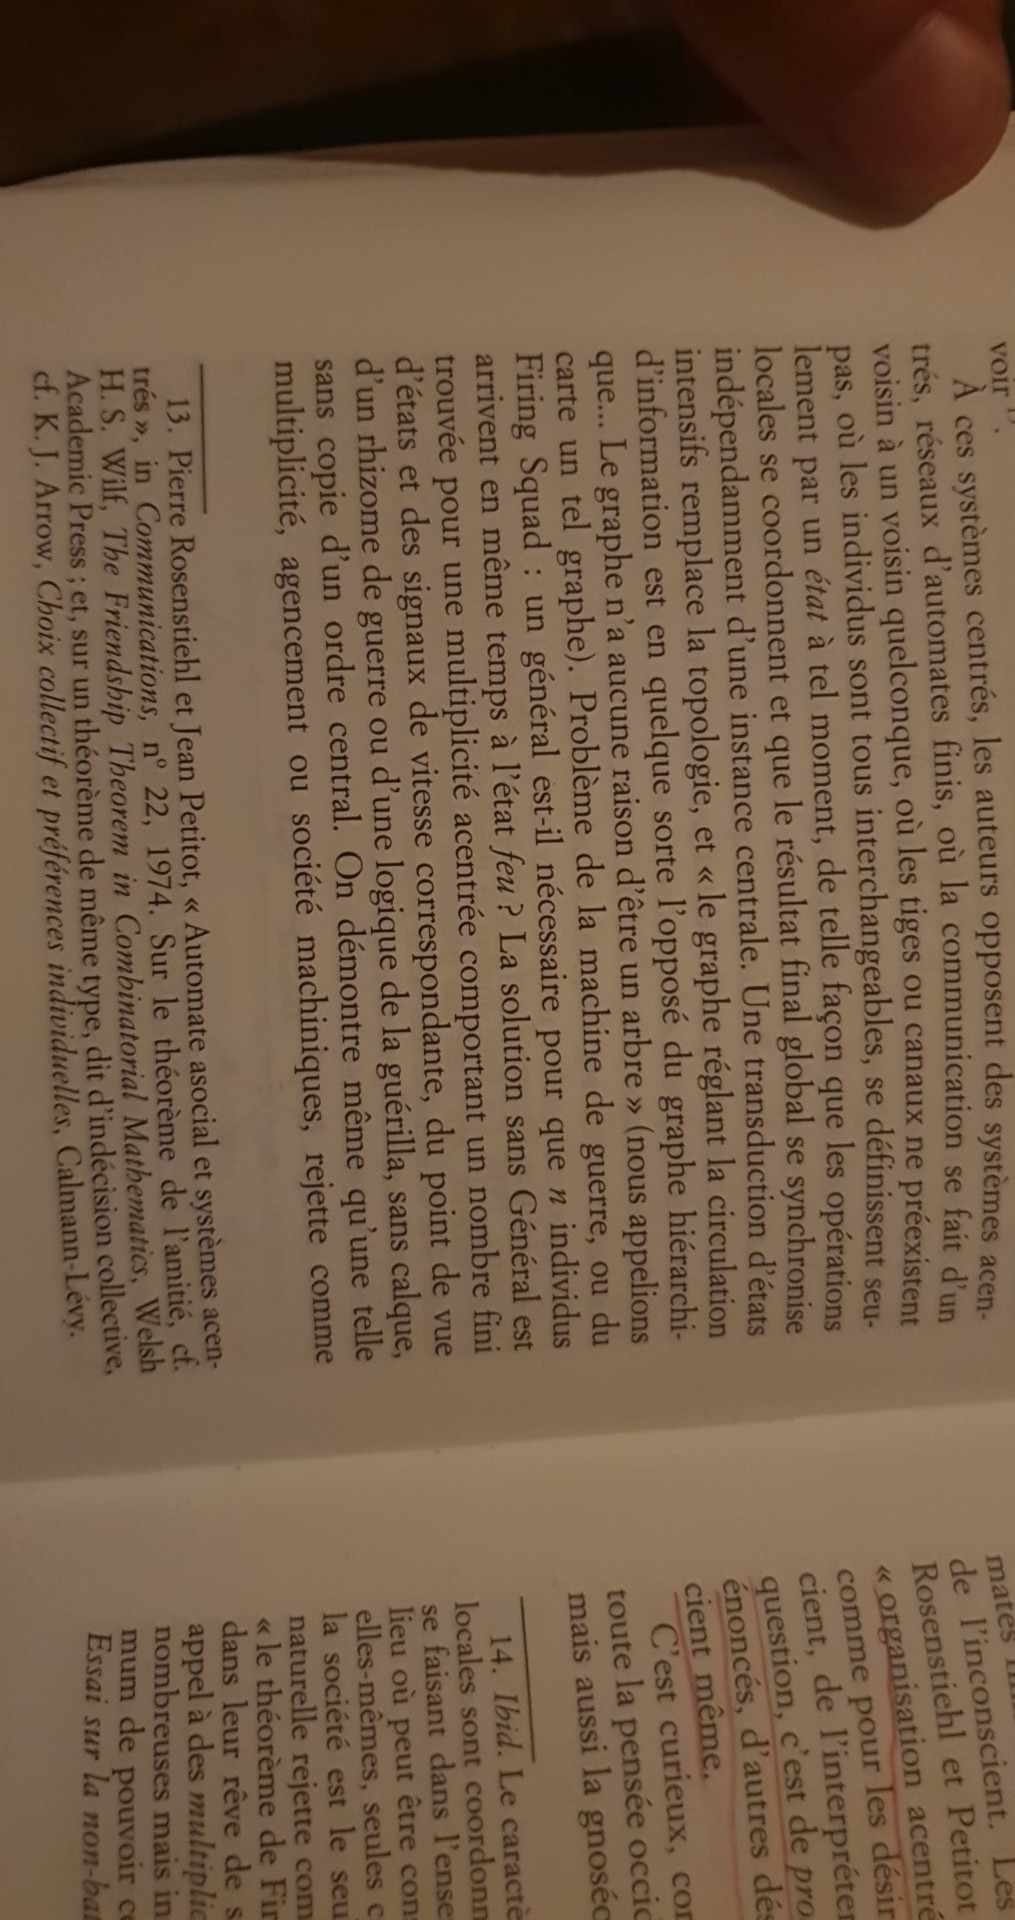 voir 13.
À ces systèmes centrés, les auteurs opposent des systèmes acen-
trés, réseaux d'automates finis, où la communication se fait d'un
voisin à un voisin quelconque, où les tiges ou canaux ne préexistent
pas, où les individus sont tous interchangeables, se définissent seu-
lement par un état à tel moment, de telle façon que les opérations
locales se coordonnent et que le résultat final global se synchronise
indépendamment d'une instance centrale. Une transduction d'états
intensifs remplace la topologie, et « le graphe réglant la circulation
d'information est en quelque sorte l'opposé du graphe hiérarchi-
que... Le graphe n'a aucune raison d'être un arbre » (nous appelions
carte un tel graphe). Problème de la machine de guerre, ou du
Firing Squad : un général est-il nécessaire pour que n individus
arrivent en même temps à l'état feu ? La solution sans Général est
trouvée pour une multiplicité acentrée comportant un nombre fini
d'états et des signaux de vitesse correspondante, du point de vue
d'un rhizome de guerre ou d'une logique de la guérilla, sans calque,
sans copie d'un ordre central. On démontre même qu'une telle
multiplicité, agencement ou société machiniques, rejette comme
13. Pierre Rosenstiehl et Jean Petitot, « Automate asocial et systèmes acen-
trés », in Communications, n° 22, 1974. Sur le théorème de l'amitié, cf.
H. S. Wilf, The Friendship Theorem in Combinatorial Mathematics, Welsh
Academic Press ; et, sur un théorème de même type, dit d'indécision collective,
cf. K. J. Arrow, Choix collectif et préférences individuelles, Calmann-Lévy.
mates
de l'inconscient. Les
Rosenstiehl et Petitot
« organisation acentré
comme pour les désir
cient, de l'interpréter
question, c'est de pro
énoncés, d'autres dés
cient même.
C'est curieux, cor
toute la pensée occid
mais aussi la gnoséo
14. Ibid. Le caractè
locales sont coordonn
se faisant dans l'ense
lieu où peut être con
elles-mêmes, seules c
la société est le seu
naturelle rejette com
« le théorème de Fir
dans leur rêve de s
appel à des multiplic
nombreuses mais in
mum de pouvoir c
Essai sur la non-ba